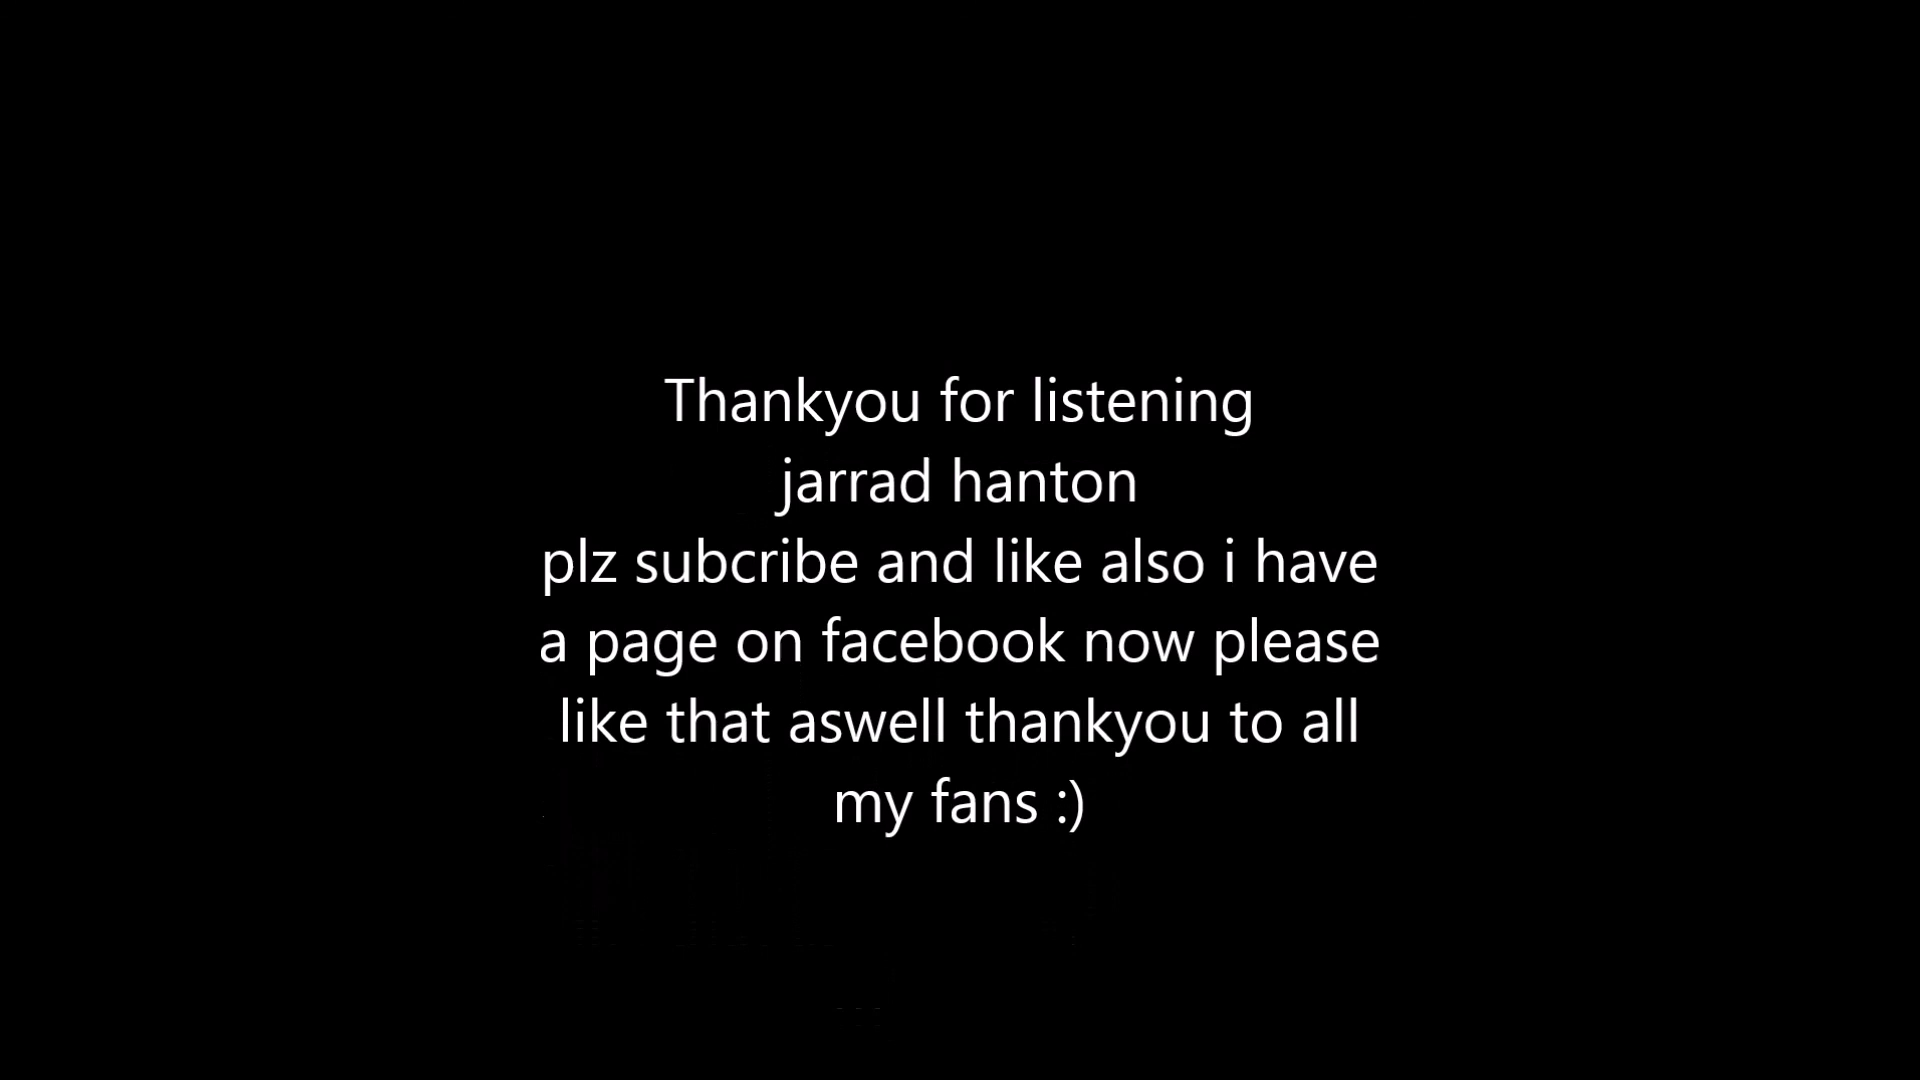 Thankyou for listening
jarrad hanton
plz subcribe and like also i have
a page on facebook now please
like that aswell thankyou to all
my fans :)